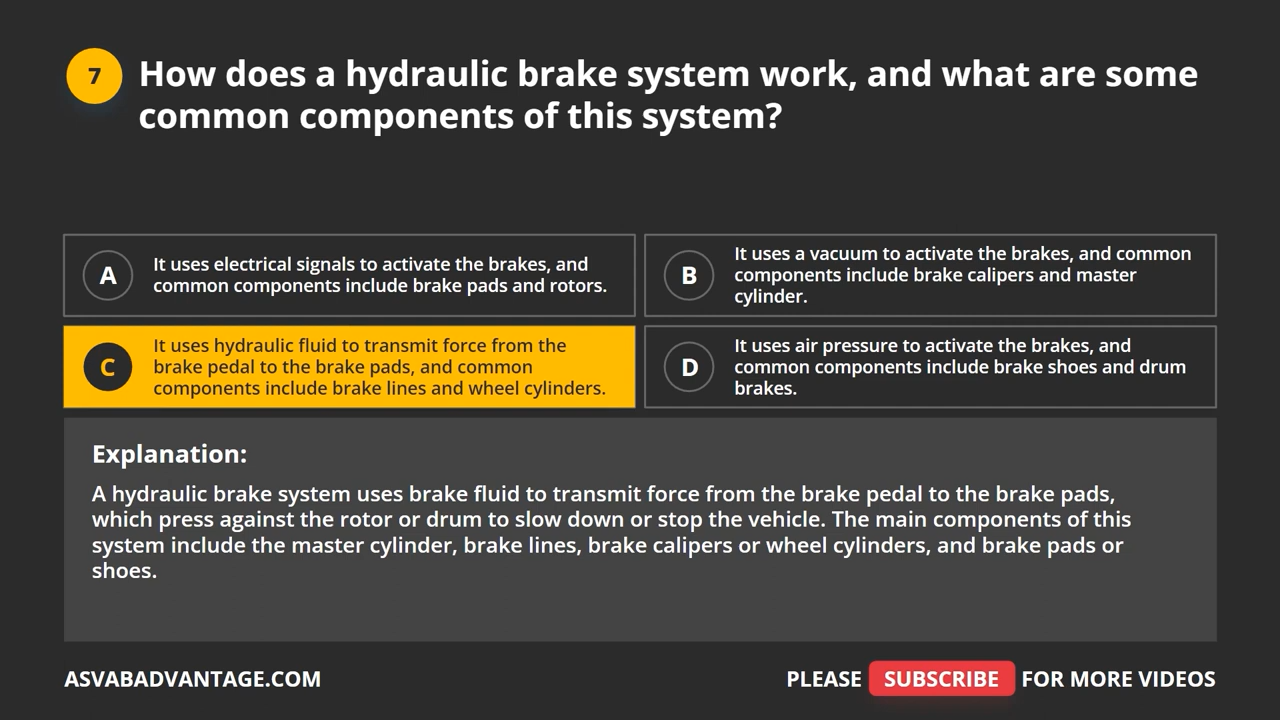 7
How does a hydraulic brake system work, and what are some
common components of this system?
A
It uses electrical signals to activate the brakes, and
common components include brake pads and rotors.
B
It uses a vacuum to activate the brakes, and common
components include brake calipers and master
cylinder.
C
It uses hydraulic fluid to transmit force from the
brake pedal to the brake pads, and common
components include brake lines and wheel cylinders.
D
It uses air pressure to activate the brakes, and
common components include brake shoes and drum
brakes.
Explanation:
A hydraulic brake system uses brake fluid to transmit force from the brake pedal to the brake pads,
which press against the rotor or drum to slow down or stop the vehicle. The main components of this
system include the master cylinder, brake lines, brake calipers or wheel cylinders, and brake pads or
shoes.
ASVABADVANTAGE.COM
PLEASE SUBSCRIBE FOR MORE VIDEOS